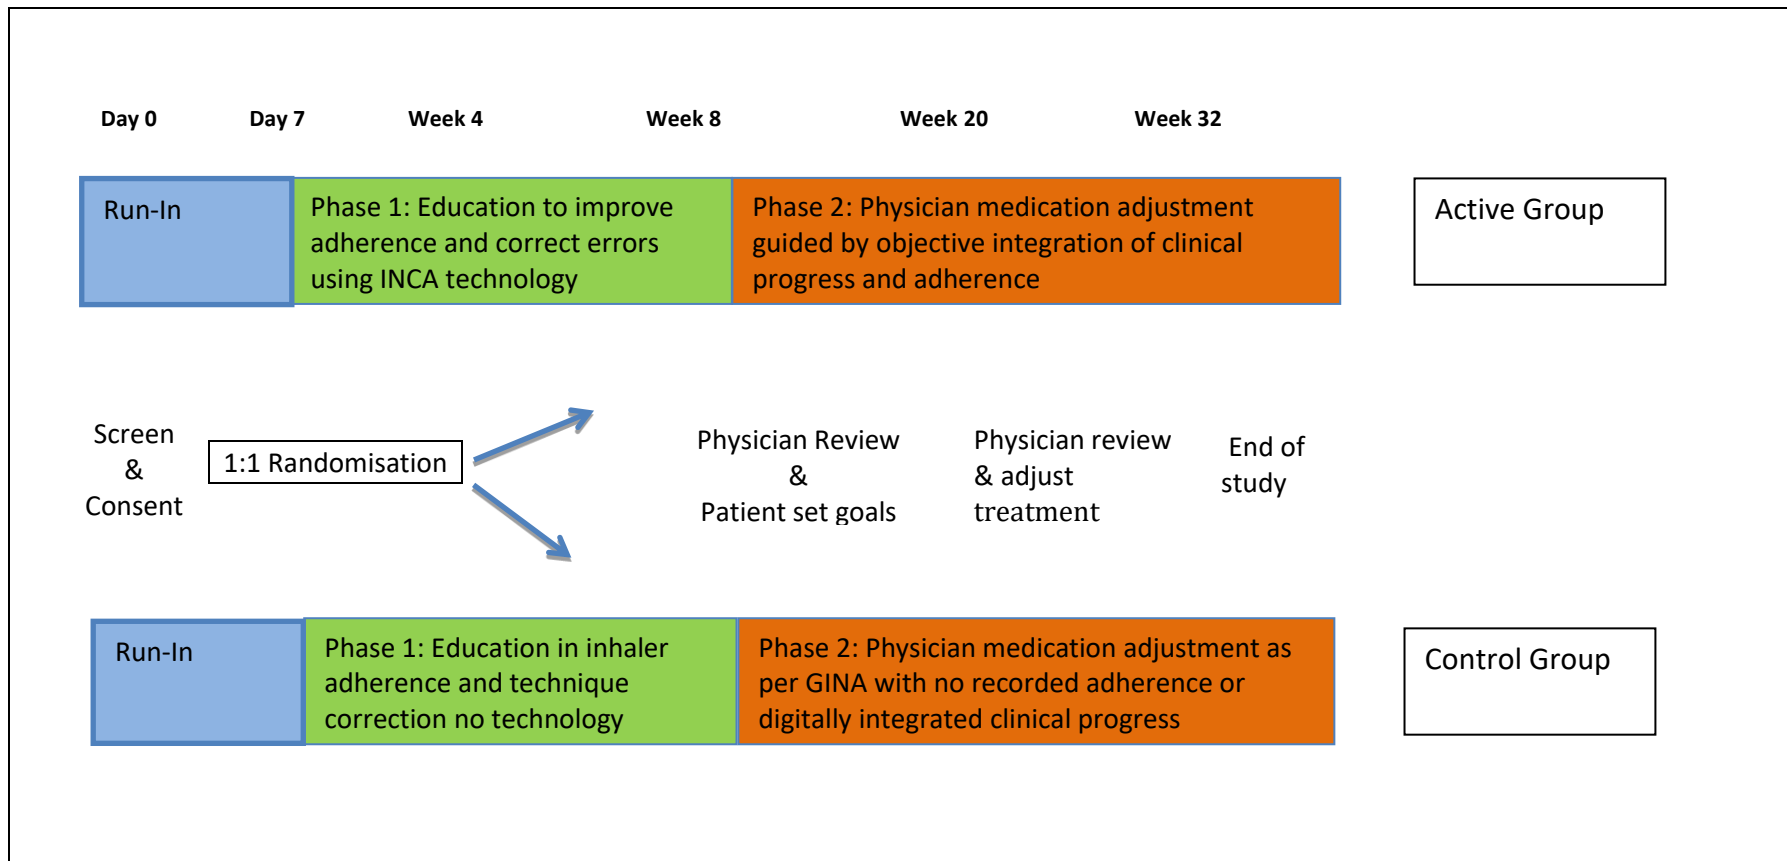 Day 0 Day 7 Week 4 Week 8 Week 20 Week 32
Run-In
Phase 1: Education to improve
adherence and correct errors
using INCA technology
Phase 2: Physician medication adjustment
guided by objective integration of clinical
progress and adherence
Active Group
Screen
&
Consent
1:1 Randomisation
Physician Review
&
Patient set goals
Physician review
& adjust
treatment
End of
study
Run-In
Phase 1: Education in inhaler
adherence and technique
correction no technology
Phase 2: Physician medication adjustment as
per GINA with no recorded adherence or
digitally integrated clinical progress
Control Group